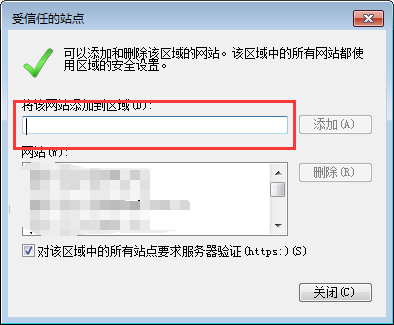 受信任的站点
可以添加和删除该区域的网站。该区域中的所有网站都使
用区域的安全设置。
将该网站添加到区域(D):
添加(A)
网站(W):
删除(R)
对该区域中的所有站点要求服务器验证(https:)(S)
关闭(C)